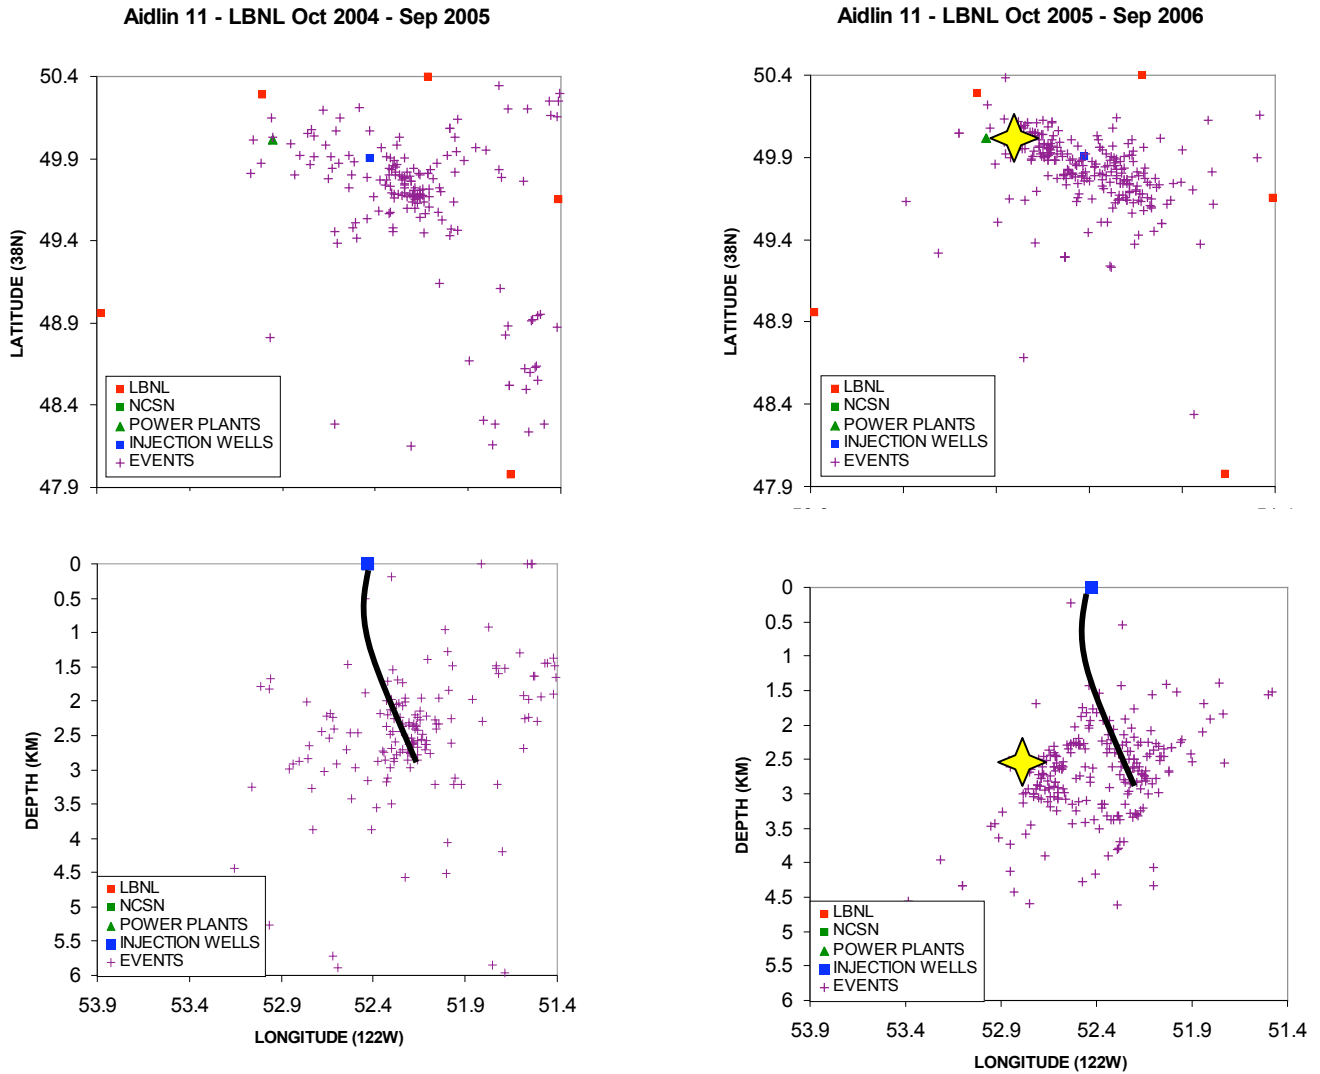 Aidlin 11 - LBNL Oct 2004 - Sep 2005
50.4
49.9
49.4
48.9
48.4
47.9
LATITUDE (38N)
LBNL
NCSN
POWER PLANTS
INJECTION WELLS
EVENTS
Aidlin 11 - LBNL Oct 2005 - Sep 2006
50.4
49.9
49.4
48.9
48.4
47.9
LATITUDE (38N)
LBNL
NCSN
POWER PLANTS
INJECTION WELLS
EVENTS
0
0.5
1
1.5
2
2.5
3
3.5
4
4.5
5
5.5
6
DEPTH (KM)
LBNL
NCSN
POWER PLANTS
INJECTION WELLS
EVENTS
53.9 52.9 52.4 51.9 51.4
LONGITUDE (122W)
0
0.5
1
1.5
2
2.5
3
3.5
4
4.5
5
5.5
6
DEPTH (KM)
LBNL
NCSN
POWER PLANTS
INJECTION WELLS
EVENTS
53.9 53.4 52.9 52.4 51.9 51.4
LONGITUDE (122W)